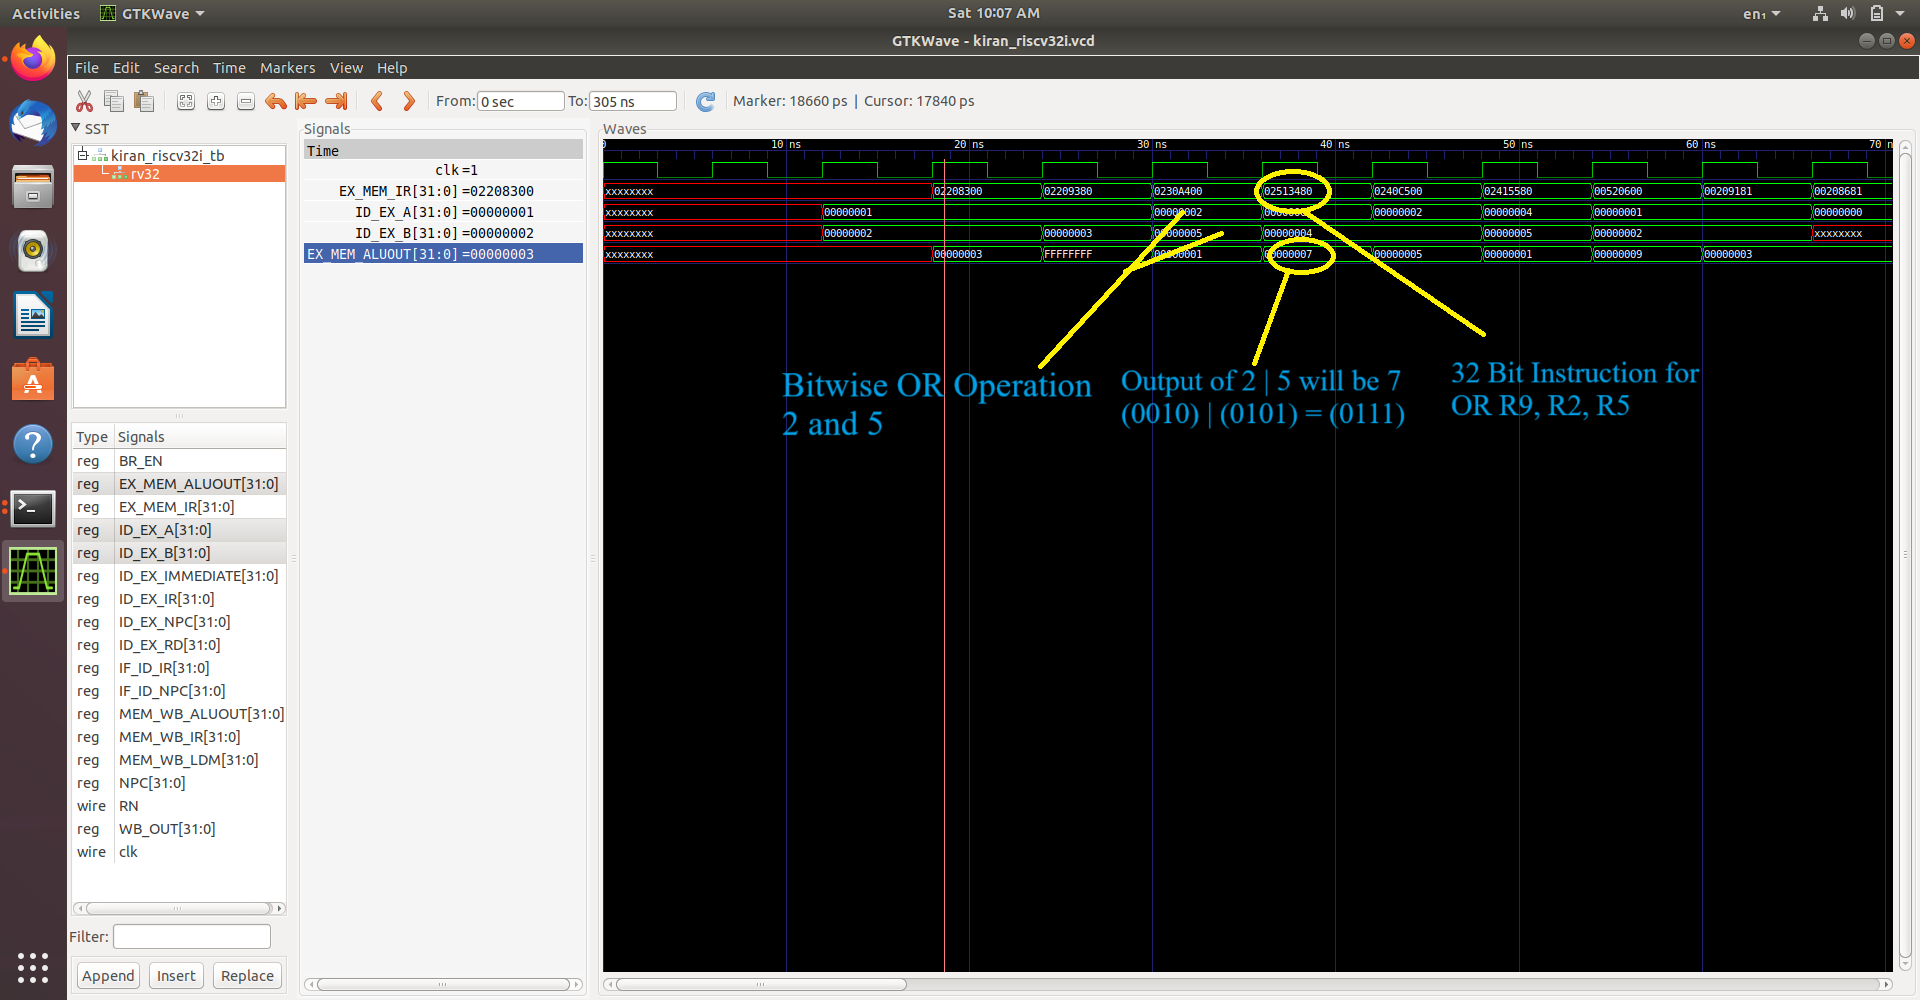 Activities GTKWave Sat 10:07 AM en₁
GTKWave - kiran_riscv32i.vcd
File Edit Search Time Markers View Help
From: 0 sec To: 305 ns Marker: 18660 ps | Cursor: 17840 ps
SST
kiran_riscv32i_tb
rv32
Type Signals
reg BR_EN
reg EX_MEM_ALUOUT[31:0]
reg EX_MEM_IR[31:0]
reg ID_EX_A[31:0]
reg ID_EX_B[31:0]
reg ID_EX_IMMEDIATE[31:0]
reg ID_EX_IR[31:0]
reg ID_EX_NPC[31:0]
reg ID_EX_RD[31:0]
reg IF_ID_IR[31:0]
reg IF_ID_NPC[31:0]
reg MEM_WB_ALUOUT[31:0]
reg MEM_WB_IR[31:0]
reg MEM_WB_LDM[31:0]
reg NPC[31:0]
wire RN
reg WB_OUT[31:0]
wire clk
Filter:
Append Insert Replace
Signals
Time
clk =1
EX_MEM_IR[31:0] =02208300
ID_EX_A[31:0] =00000001
ID_EX_B[31:0] =00000002
EX_MEM_ALUOUT[31:0] =00000003
Waves
0 10 ns 20 ns 30 ns 40 ns 50 ns 60 ns 70 n
xxxxxxxx 02208300 02209380 0230A400 02513480 0240C500 02415580 00520600 00209181 00208681
xxxxxxxx 00000001 00000002 00000002 00000004 00000001 00000000
xxxxxxxx 00000002 00000003 00000005 00000004 00000005 00000002 xxxxxxxx
xxxxxxxx 00000003 FFFFFFFF 00000001 00000007 00000005 00000001 00000009 00000003
Bitwise OR Operation
2 and 5
Output of 2 | 5 will be 7
(0010) | (0101) = (0111)
32 Bit Instruction for
OR R9, R2, R5